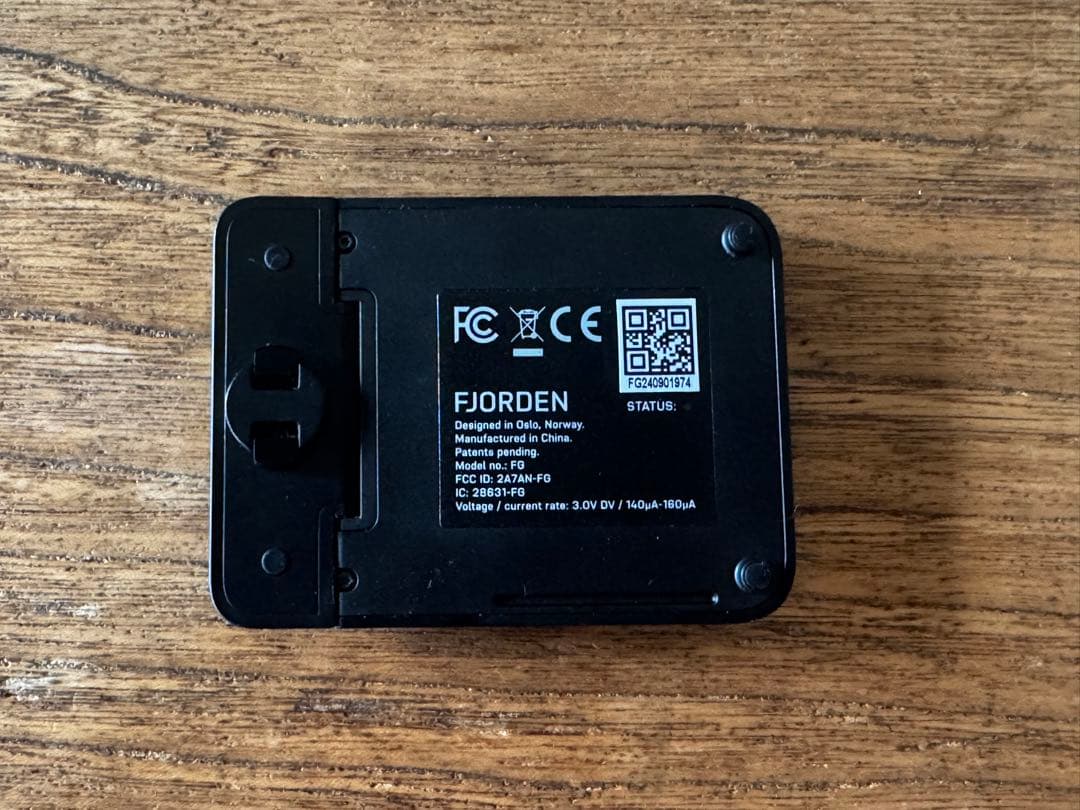 FC CE
FG240901974
FJORDEN
STATUS:
Designed in Oslo, Norway.
Manufactured in China.
Patents pending.
Model no.: FG
FCC ID: 2A7AN-FG
IC: 28631-FG
Voltage / current rate: 3.0V DV / 140µA-160µA